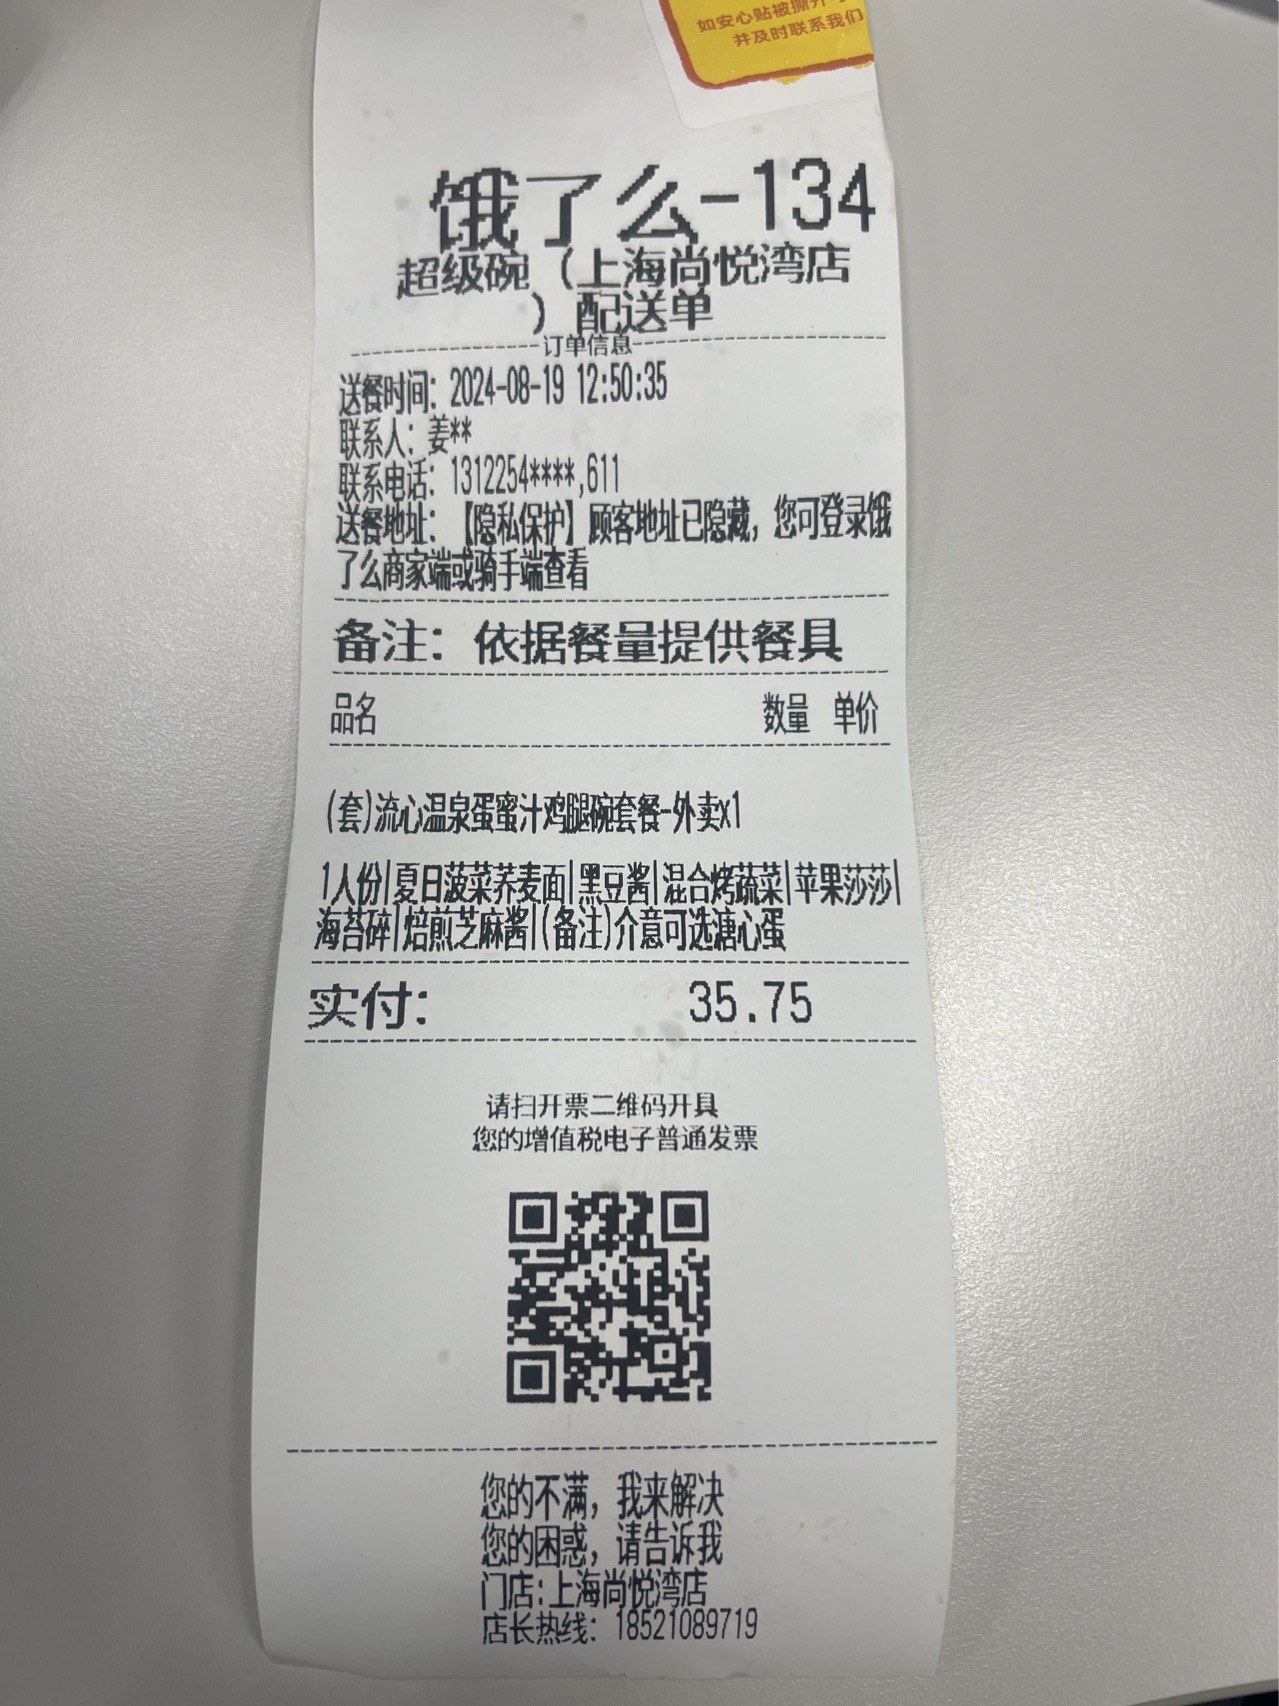 如安心贴被撕开
并及时联系我们
饿了么-134
超级碗（上海尚悦湾店
）配送单
订单信息
送餐时间：2024-08-19 12:50:35
联系人：姜**
联系电话：1312254****,611
送餐地址：【隐私保护】顾客地址已隐藏，您可登录饿
了么商家端或骑手端查看
备注：依据餐量提供餐具
品名 数量 单价
(套)流心温泉蛋蜜汁鸡腿碗套餐-外卖x1
1人份|夏日菠菜荞麦面|黑豆酱|混合烤蔬菜|苹果莎莎|
海苔碎|焙煎芝麻酱|(备注)介意可选溏心蛋
实付： 35.75
请扫开票二维码开具
您的增值税电子普通发票
您的不满，我来解决
您的困惑，请告诉我
门店:上海尚悦湾店
店长热线：18521089719